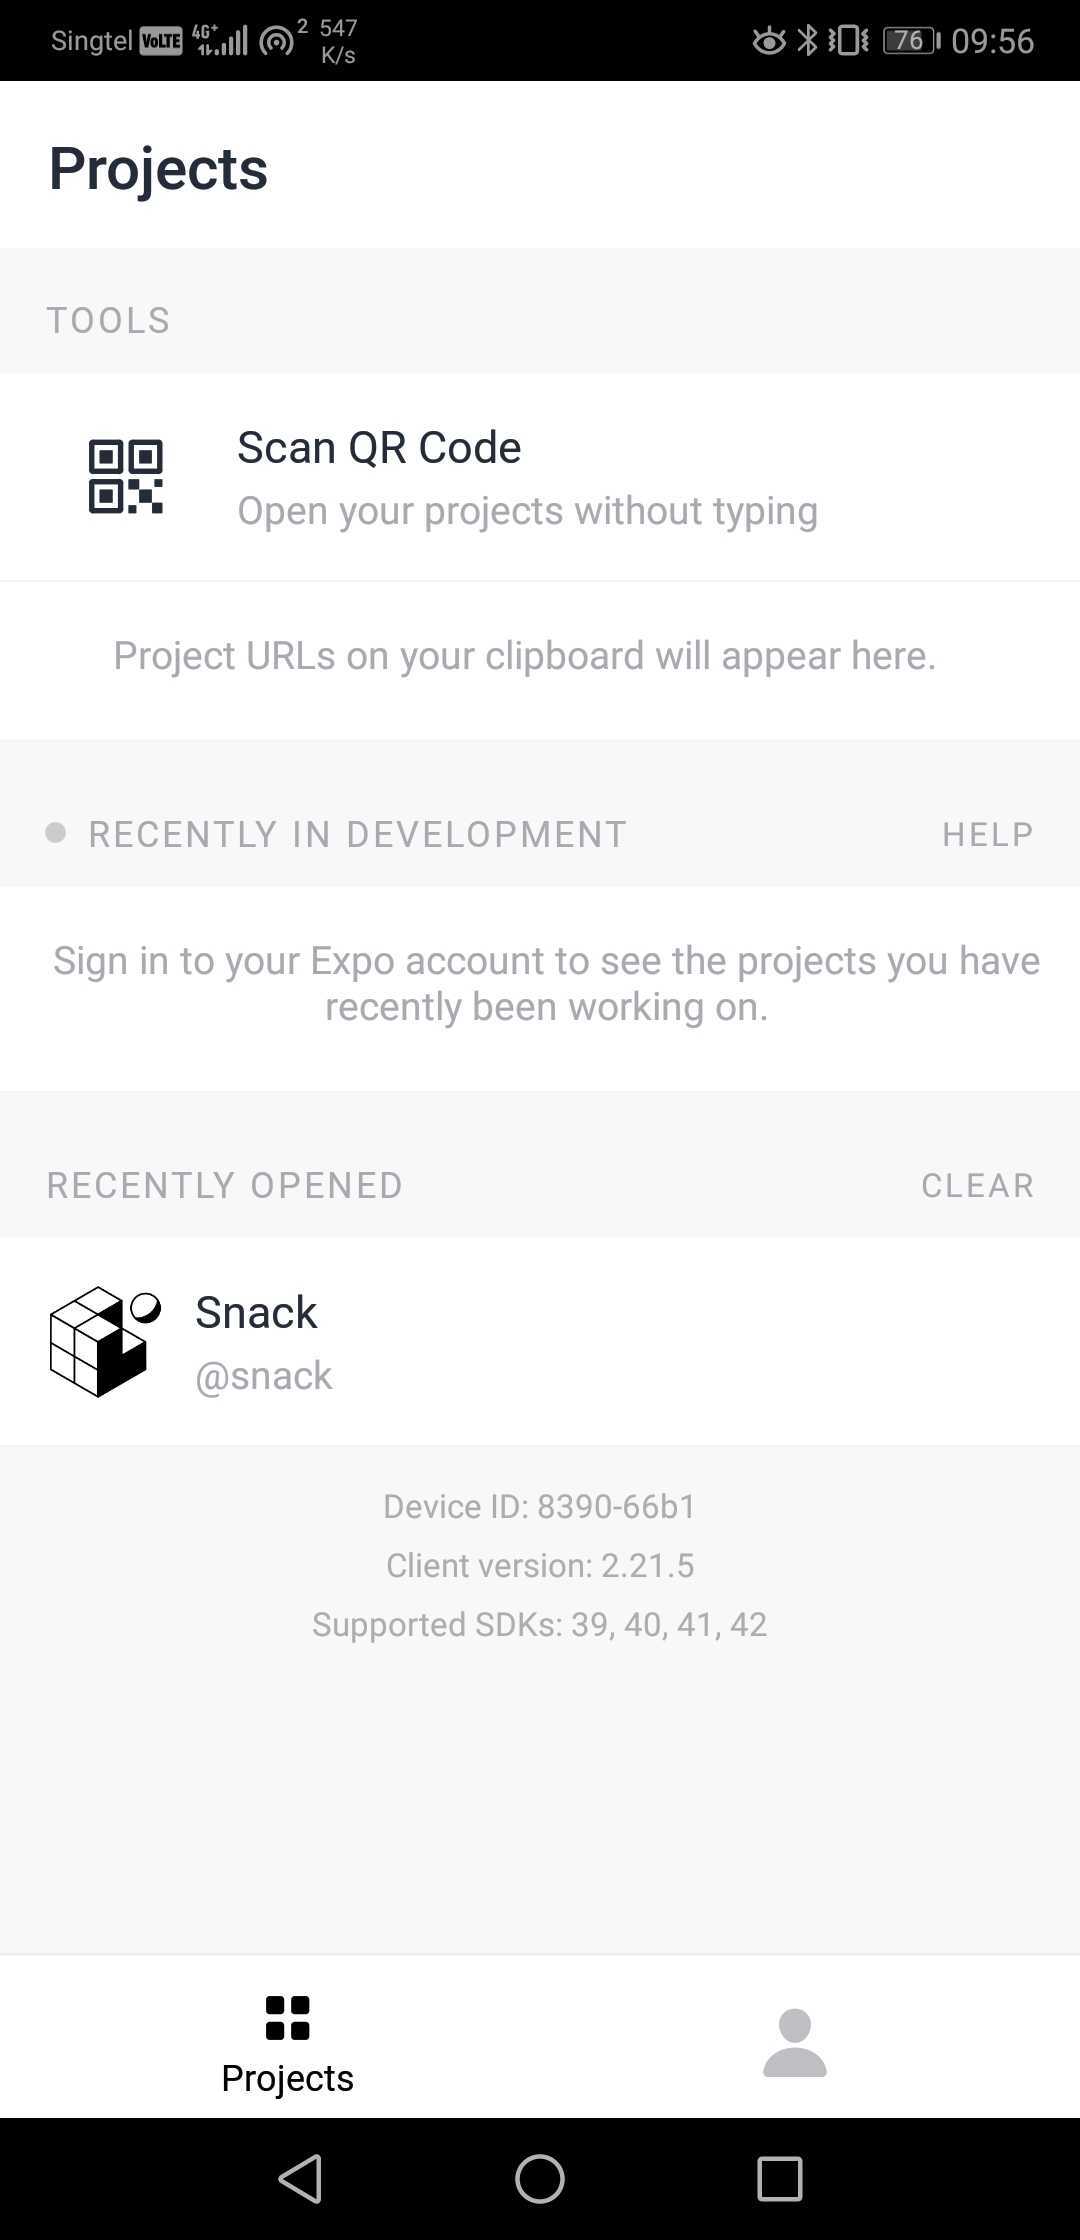 Singtel VoLTE 4G+ 2 547 K/s 76 09:56
Projects
TOOLS
Scan QR Code
Open your projects without typing
Project URLs on your clipboard will appear here.
RECENTLY IN DEVELOPMENT HELP
Sign in to your Expo account to see the projects you have
recently been working on.
RECENTLY OPENED CLEAR
Snack
@snack
Device ID: 8390-66b1
Client version: 2.21.5
Supported SDKs: 39, 40, 41, 42
Projects